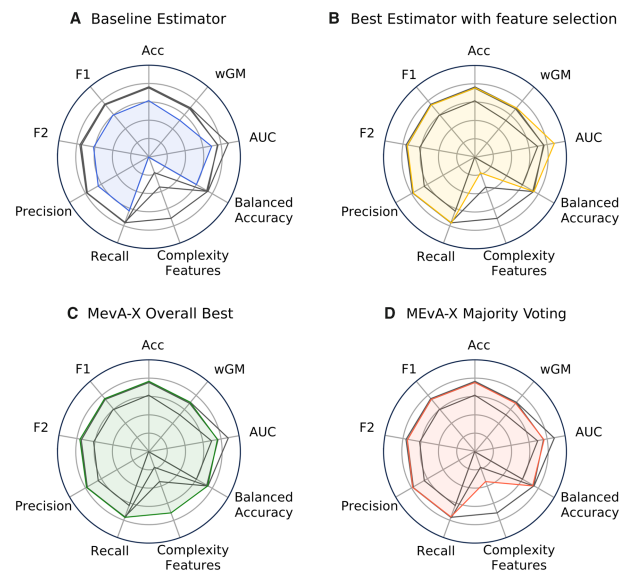 A Baseline Estimator
Acc
wGM
AUC
Balanced
Accuracy
Complexity
Features
Recall
Precision
F2
F1
B Best Estimator with feature selection
Acc
wGM
AUC
Balanced
Accuracy
Complexity
Features
Recall
Precision
F2
F1
C MevA-X Overall Best
Acc
wGM
AUC
Balanced
Accuracy
Complexity
Features
Recall
Precision
F2
F1
D MEvA-X Majority Voting
Acc
wGM
AUC
Balanced
Accuracy
Complexity
Features
Recall
Precision
F2
F1